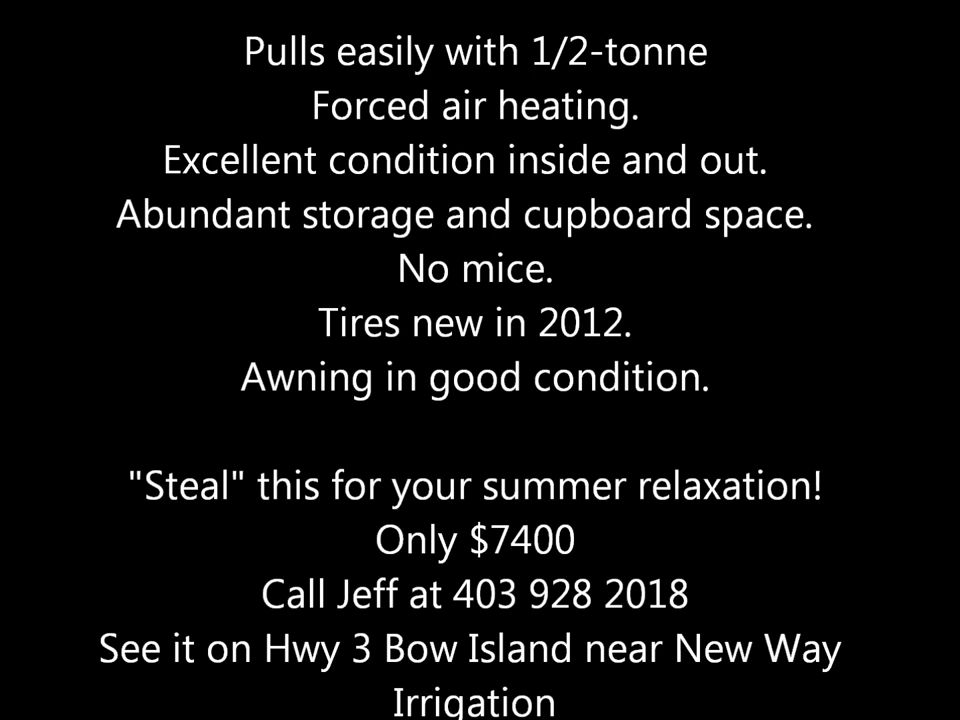 Pulls easily with 1/2-tonne
Forced air heating.
Excellent condition inside and out.
Abundant storage and cupboard space.
No mice.
Tires new in 2012.
Awning in good condition.
"Steal" this for your summer relaxation!
Only $7400
Call Jeff at 403 928 2018
See it on Hwy 3 Bow Island near New Way
Irrigation